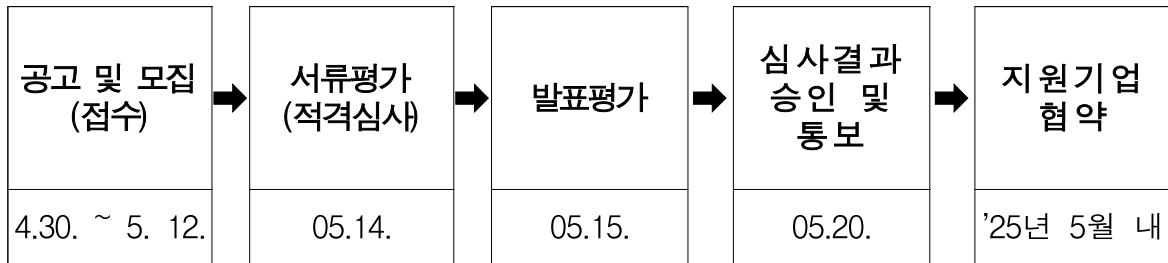 공고 및 모집
(접수)
4.30. ~ 5. 12.
서류평가
(적격심사)
05.14.
발표평가
05.15.
심사결과
승인 및
통보
05.20.
지원기업
협약
'25년 5월 내